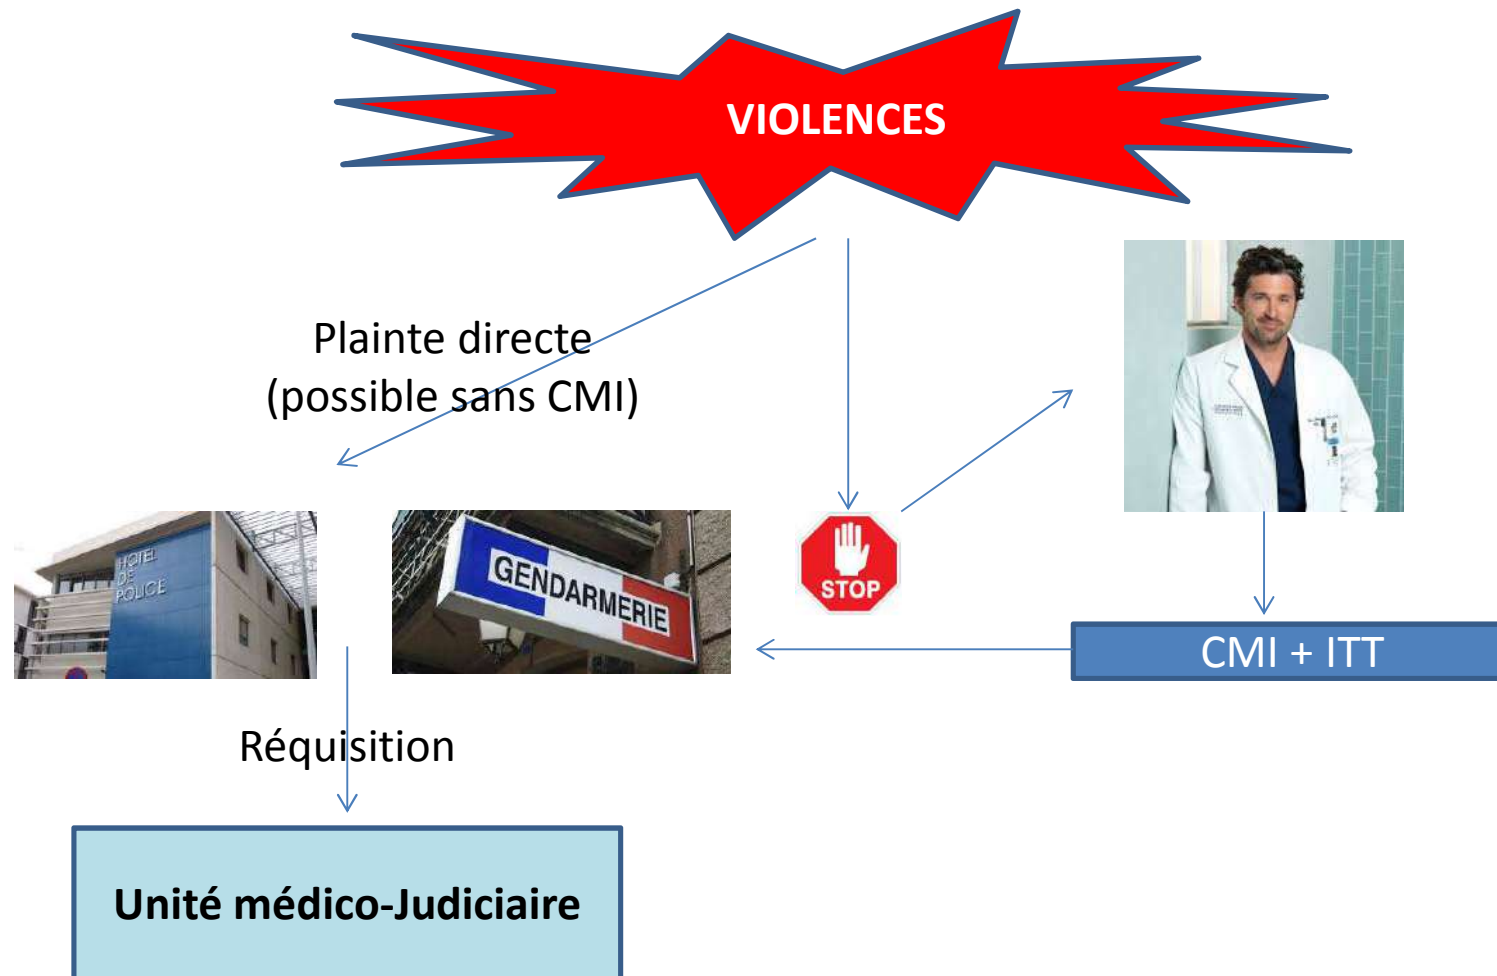 VIOLENCES
Plainte directe
(possible sans CMI)
HOTEL
DE
POLICE
GENDARMERIE
STOP
CMI + ITT
Réquisition
Unité médico-Judiciaire